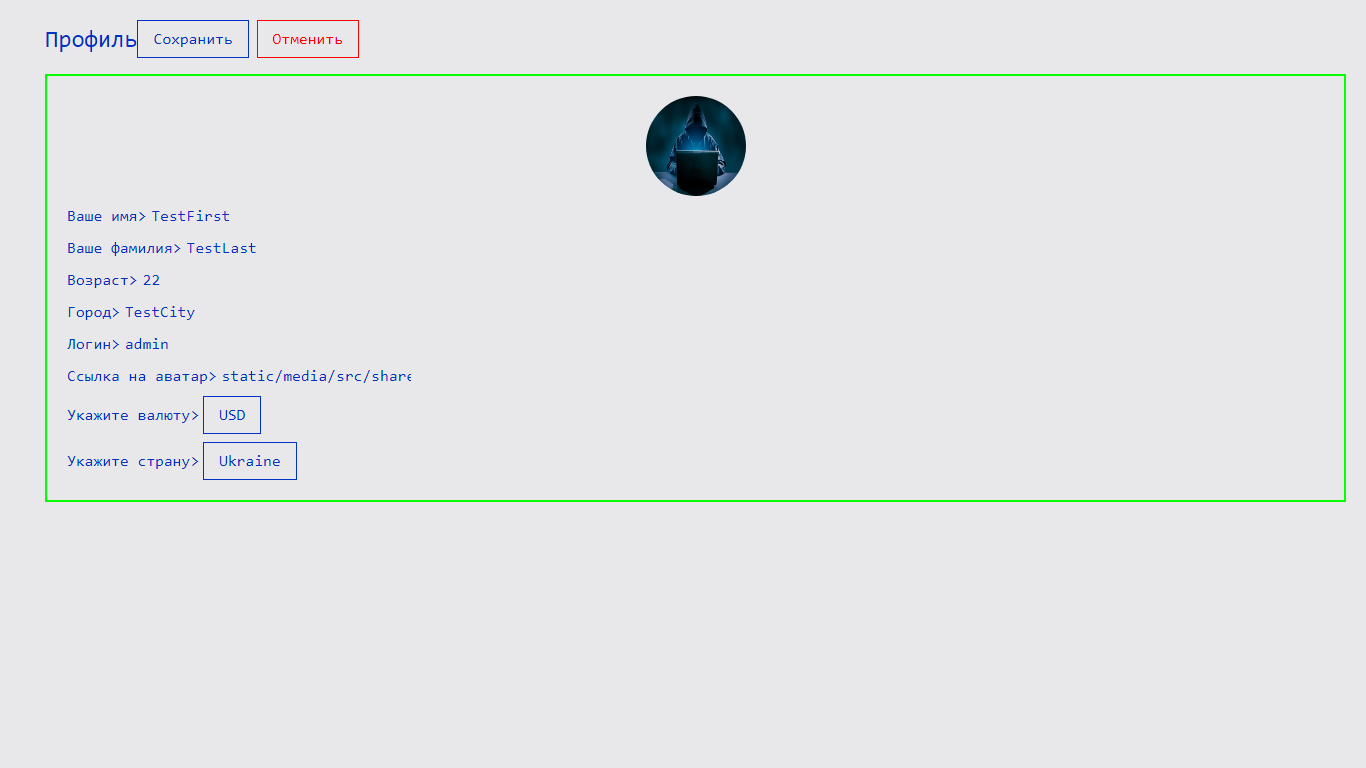 Профиль Сохранить Отменить
Ваше имя> TestFirst
Ваше фамилия> TestLast
Возраст> 22
Город> TestCity
Логин> admin
Ссылка на аватар> static/media/src/share
Укажите валюту> USD
Укажите страну> Ukraine